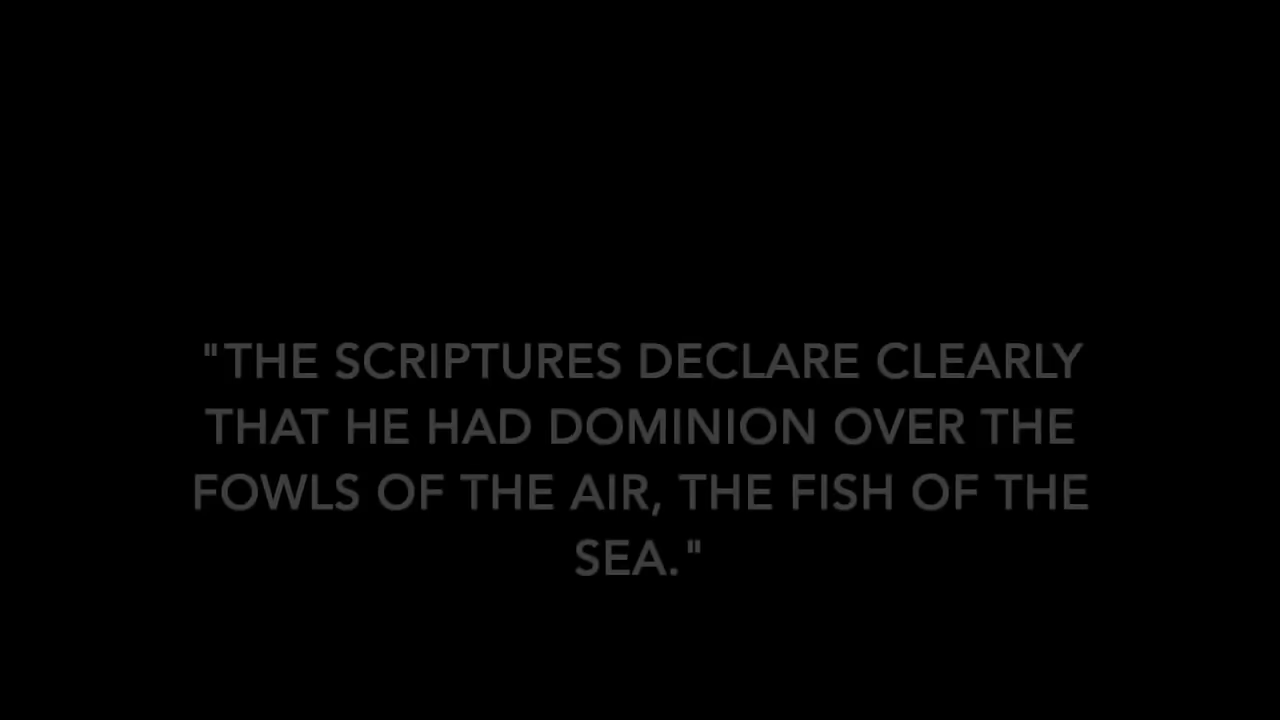 "THE SCRIPTURES DECLARE CLEARLY
THAT HE HAD DOMINION OVER THE
FOWLS OF THE AIR, THE FISH OF THE
SEA."